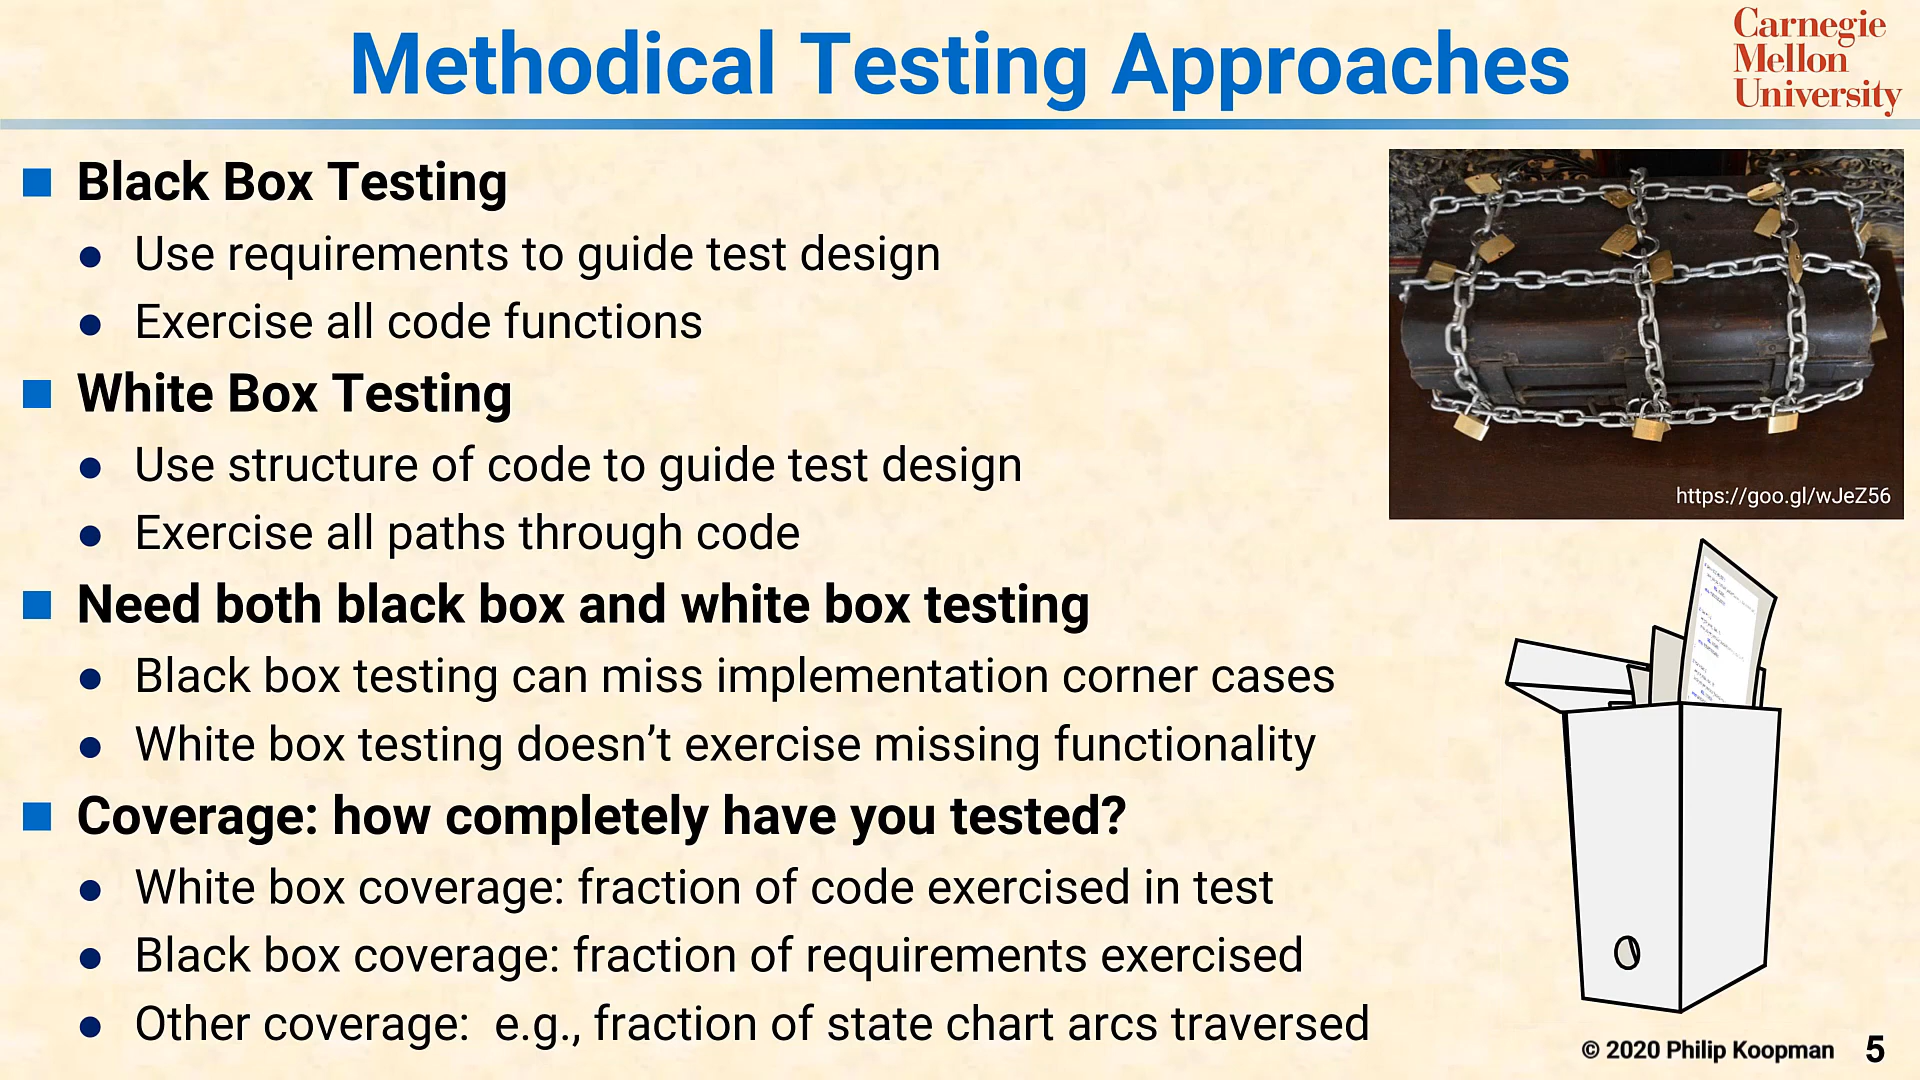 Methodical Testing Approaches
Carnegie
Mellon
University
Black Box Testing
Use requirements to guide test design
Exercise all code functions
White Box Testing
Use structure of code to guide test design
Exercise all paths through code
Need both black box and white box testing
Black box testing can miss implementation corner cases
White box testing doesn’t exercise missing functionality
Coverage: how completely have you tested?
White box coverage: fraction of code exercised in test
Black box coverage: fraction of requirements exercised
Other coverage:  e.g., fraction of state chart arcs traversed
https://goo.gl/wJeZ56
© 2020 Philip Koopman
5